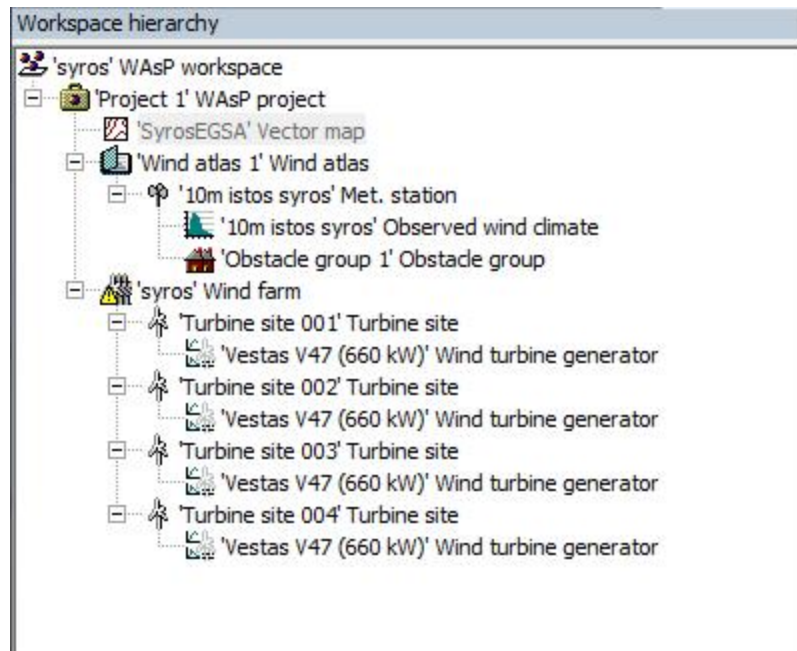 Workspace hierarchy
'syros' WAsP workspace
'Project 1' WAsP project
'SyrosEGSA' Vector map
'Wind atlas 1' Wind atlas
'10m istos syros' Met. station
'10m istos syros' Observed wind climate
'Obstacle group 1' Obstacle group
'syros' Wind farm
'Turbine site 001' Turbine site
'Vestas V47 (660 kW)' Wind turbine generator
'Turbine site 002' Turbine site
'Vestas V47 (660 kW)' Wind turbine generator
'Turbine site 003' Turbine site
'Vestas V47 (660 kW)' Wind turbine generator
'Turbine site 004' Turbine site
'Vestas V47 (660 kW)' Wind turbine generator